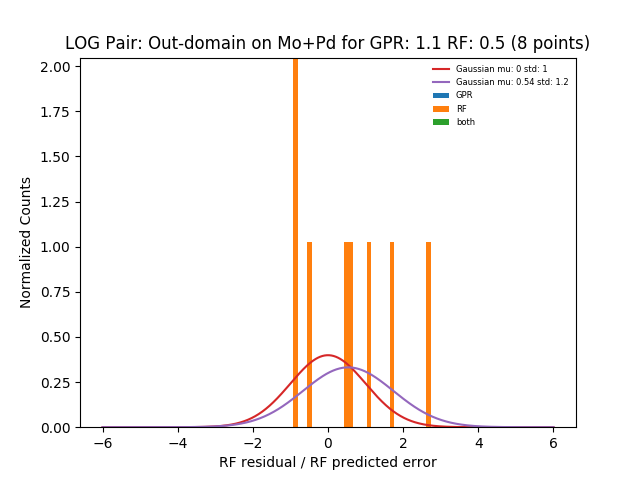 LOG Pair: Out-domain on Mo+Pd for GPR: 1.1 RF: 0.5 (8 points)
Gaussian mu: 0 std: 1
Gaussian mu: 0.54 std: 1.2
GPR
RF
both
Normalized Counts
2.00
1.75
1.50
1.25
1.00
0.75
0.50
0.25
0.00
−6 −4 −2 0 2 4 6
RF residual / RF predicted error